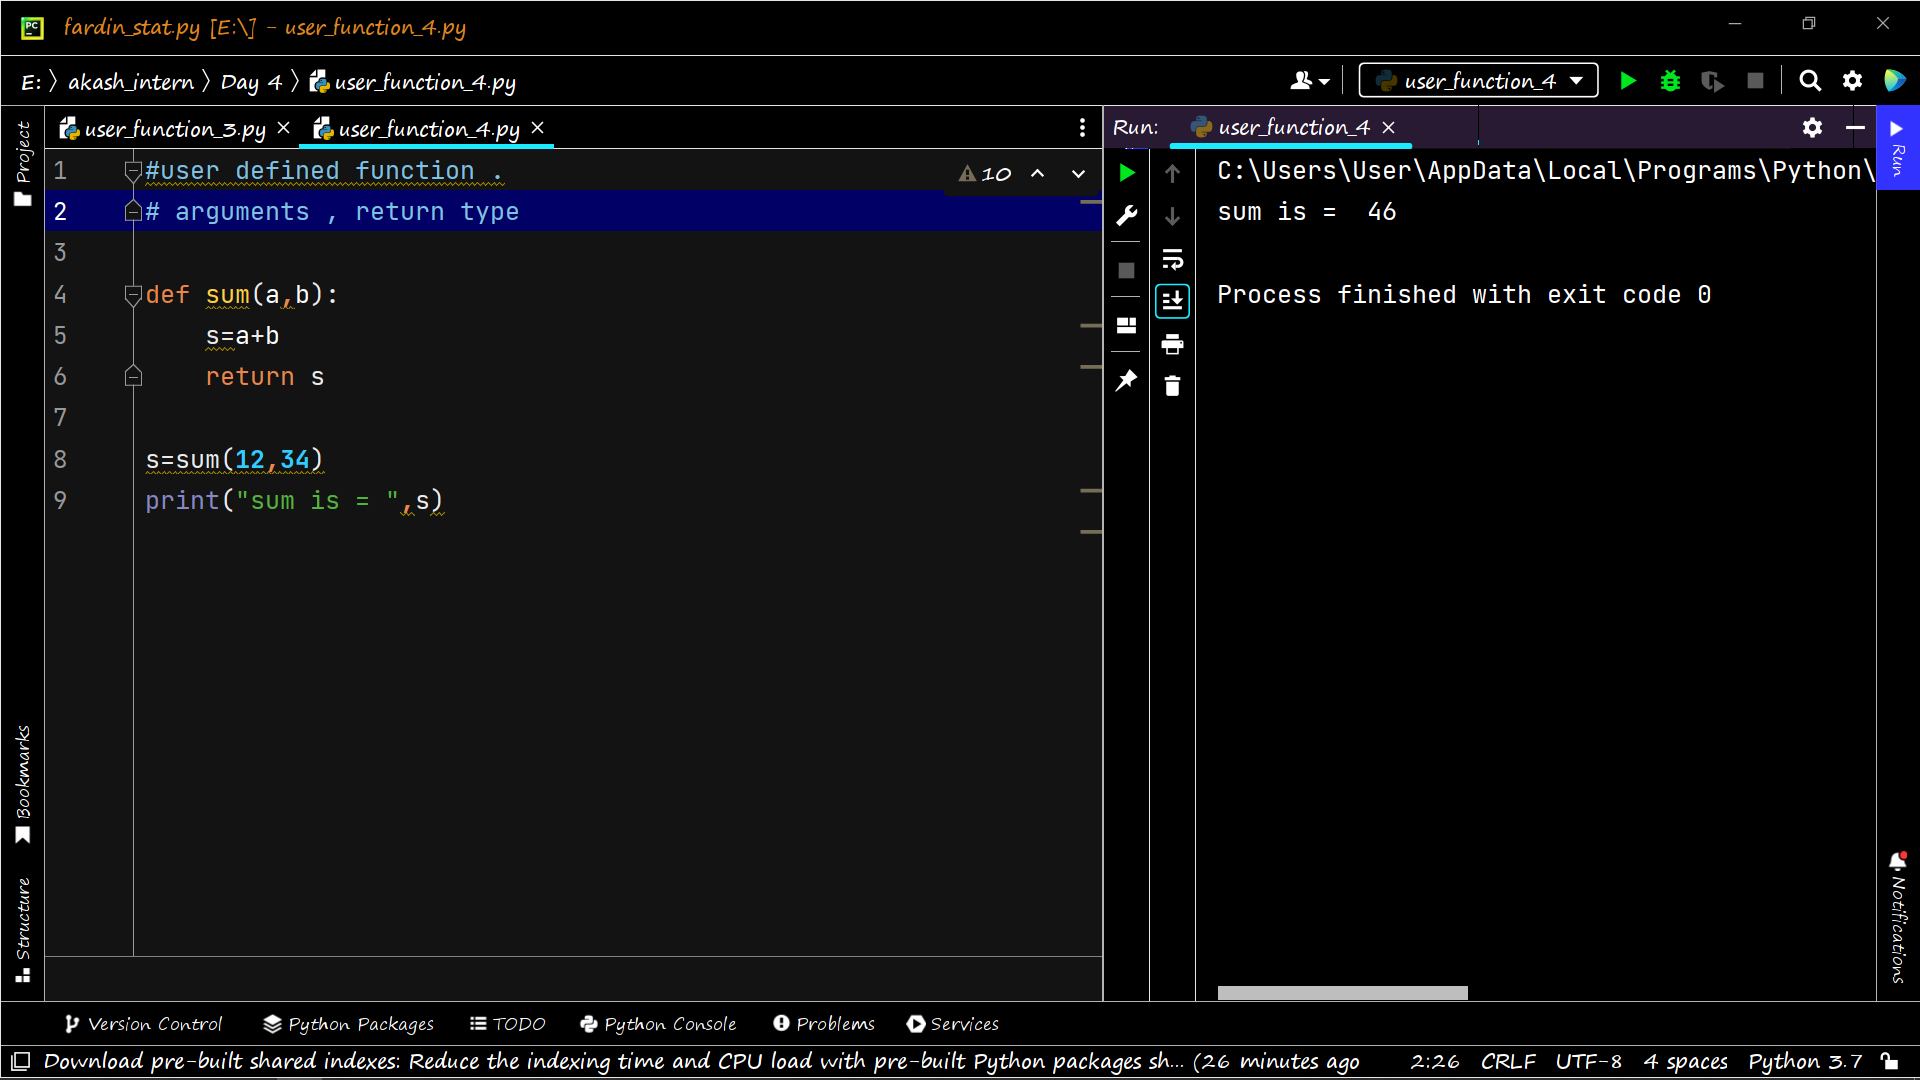 fardin_stat.py [E:\] - user_function_4.py
E: 〉 akash_intern 〉 Day 4 〉 user_function_4.py
user_function_4
Project
user_function_3.py
user_function_4.py
Run:
user_function_4
Run
1 #user defined function .
10
2 # arguments , return type
3
4 def sum(a,b):
5 s=a+b
6 return s
7
8 s=sum(12,34)
9 print("sum is = ",s)
C:\Users\User\AppData\Local\Programs\Python\
sum is =  46
Process finished with exit code 0
Bookmarks
Structure
Notifications
Version Control
Python Packages
TODO
Python Console
Problems
Services
Download pre-built shared indexes: Reduce the indexing time and CPU load with pre-built Python packages sh... (26 minutes ago
2:26 CRLF UTF-8 4 spaces Python 3.7